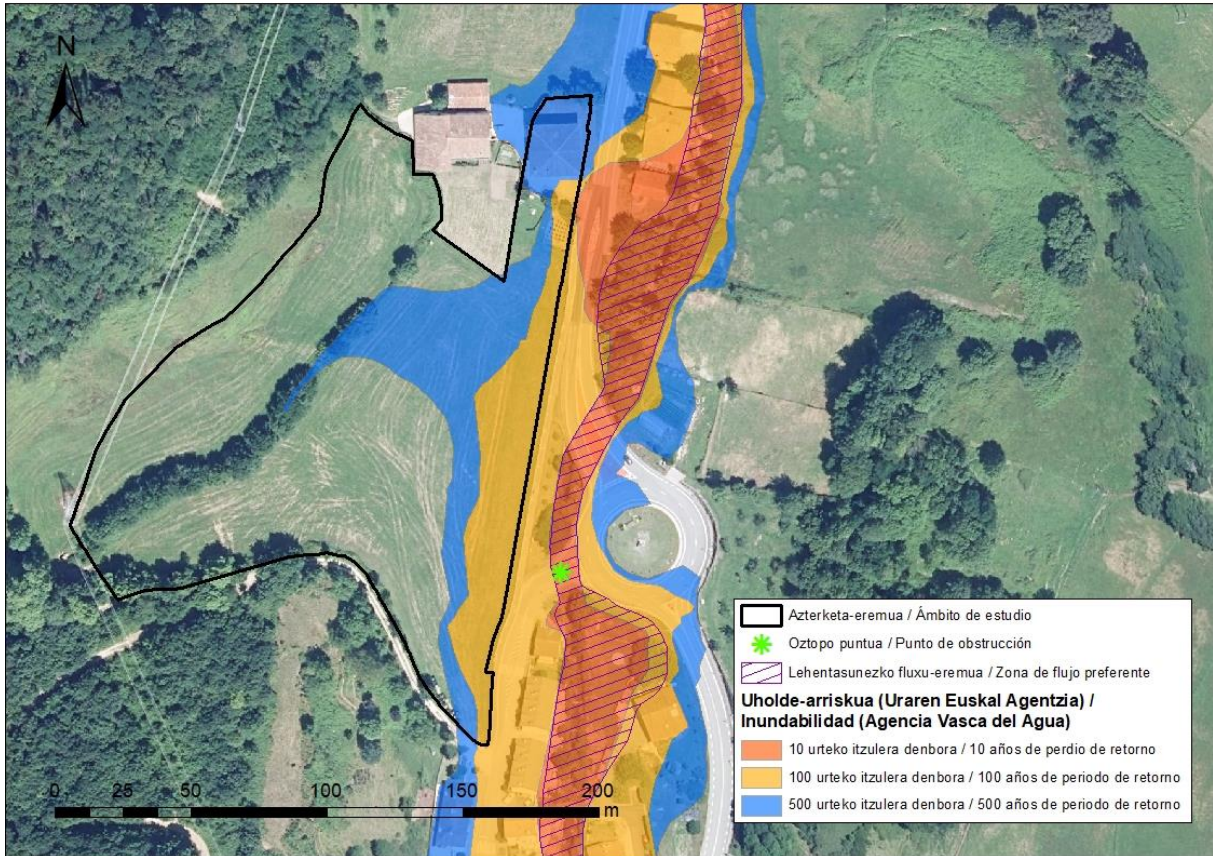 N
Azterketa-eremua / Ámbito de estudio
Oztopo puntua / Punto de obstrucción
Lehentasunezko fluxu-eremua / Zona de flujo preferente
Uholde-arriskua (Uraren Euskal Agentzia) /
Inundabilidad (Agencia Vasca del Agua)
10 urteko itzulera denbora / 10 años de perdio de retorno
100 urteko itzulera denbora / 100 años de periodo de retorno
500 urteko itzulera denbora / 500 años de periodo de retorno
0 25 50 100 150 200
m